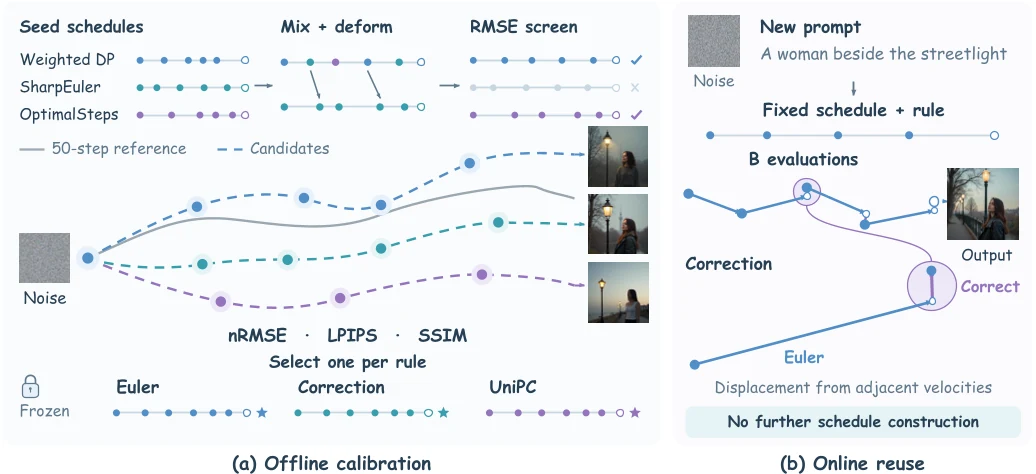 Seed schedules
Mix + deform
RMSE screen
Weighted DP
SharpEuler
OptimalSteps
50-step reference
Candidates
Noise
nRMSE · LPIPS · SSIM
Select one per rule
Frozen
Euler
Correction
UniPC
(a) Offline calibration
New prompt
A woman beside the streetlight
Noise
Fixed schedule + rule
B evaluations
Output
Correction
Correct
Euler
Displacement from adjacent velocities
No further schedule construction
(b) Online reuse